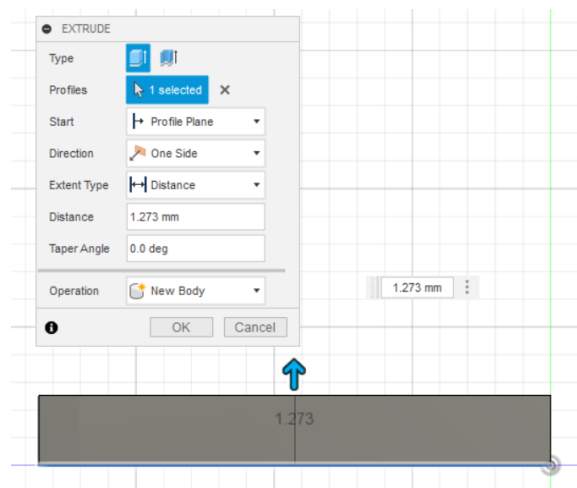 EXTRUDE
Type
Profiles 1 selected
Start Profile Plane
Direction One Side
Extent Type Distance
Distance 1.273 mm
Taper Angle 0.0 deg
Operation New Body
OK Cancel
1.273 mm
1.273